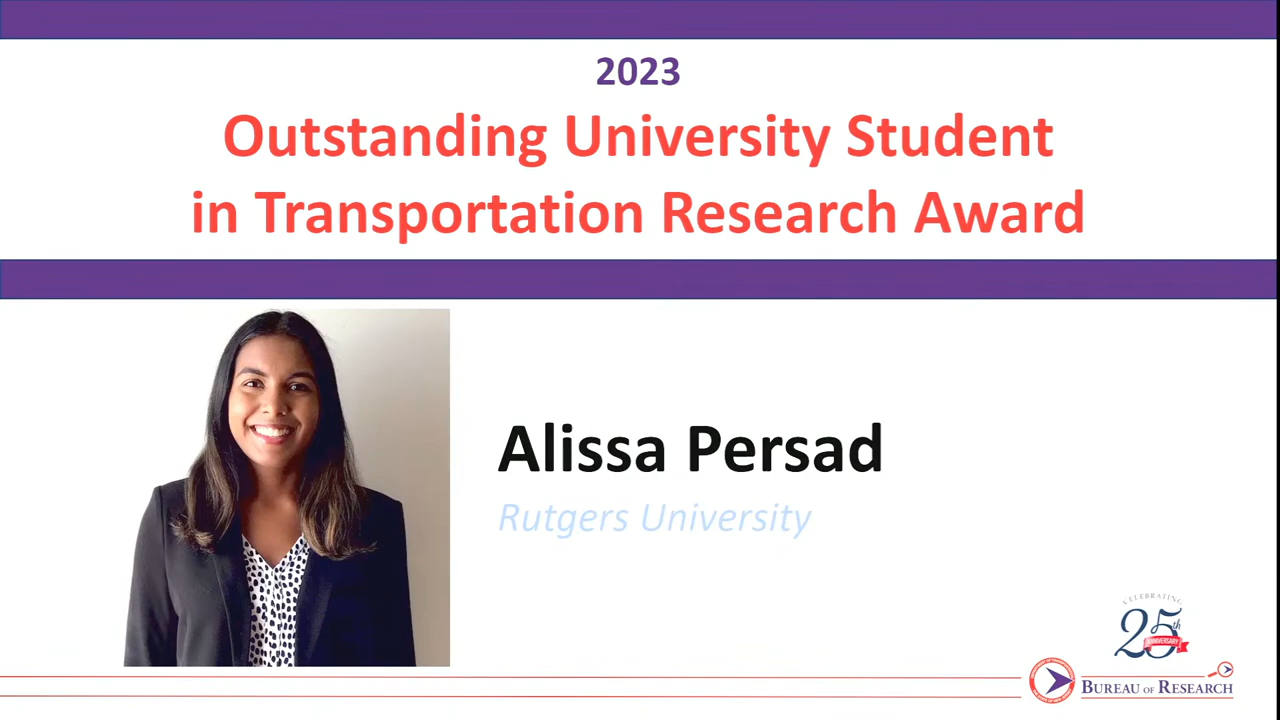 2023
Outstanding University Student
in Transportation Research Award
Alissa Persad
Rutgers University
CELEBRATING
25th
ANNIVERSARY
BUREAU OF RESEARCH